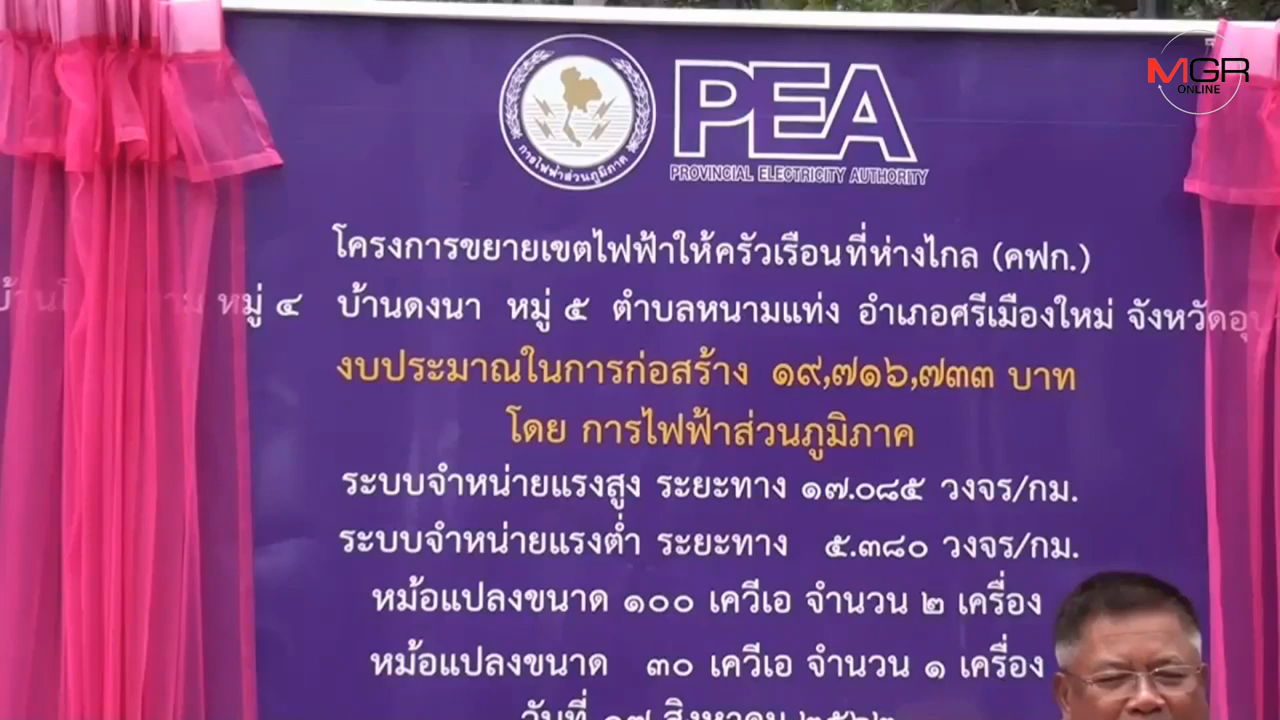 MGR
ONLINE
การไฟฟ้าส่วนภูมิภาค
PEA
PROVINCIAL ELECTRICITY AUTHORITY
โครงการขยายเขตไฟฟ้าให้ครัวเรือนที่ห่างไกล (คฟก.)
หมู่ ๔ บ้านดงนา หมู่ ๕ ตำบลหนามแท่ง อำเภอศรีเมืองใหม่ จังหวัด
งบประมาณในการก่อสร้าง ๑๙,๗๑๖,๗๓๓ บาท
โดย การไฟฟ้าส่วนภูมิภาค
ระบบจำหน่ายแรงสูง ระยะทาง ๑๗.๐๘๕ วงจร/กม.
ระบบจำหน่ายแรงต่ำ ระยะทาง ๕.๓๘๐ วงจร/กม.
หม้อแปลงขนาด ๑๐๐ เควีเอ จำนวน ๒ เครื่อง
หม้อแปลงขนาด ๓๐ เควีเอ จำนวน ๑ เครื่อง
วันที่ ๑๗ สิงหาคม